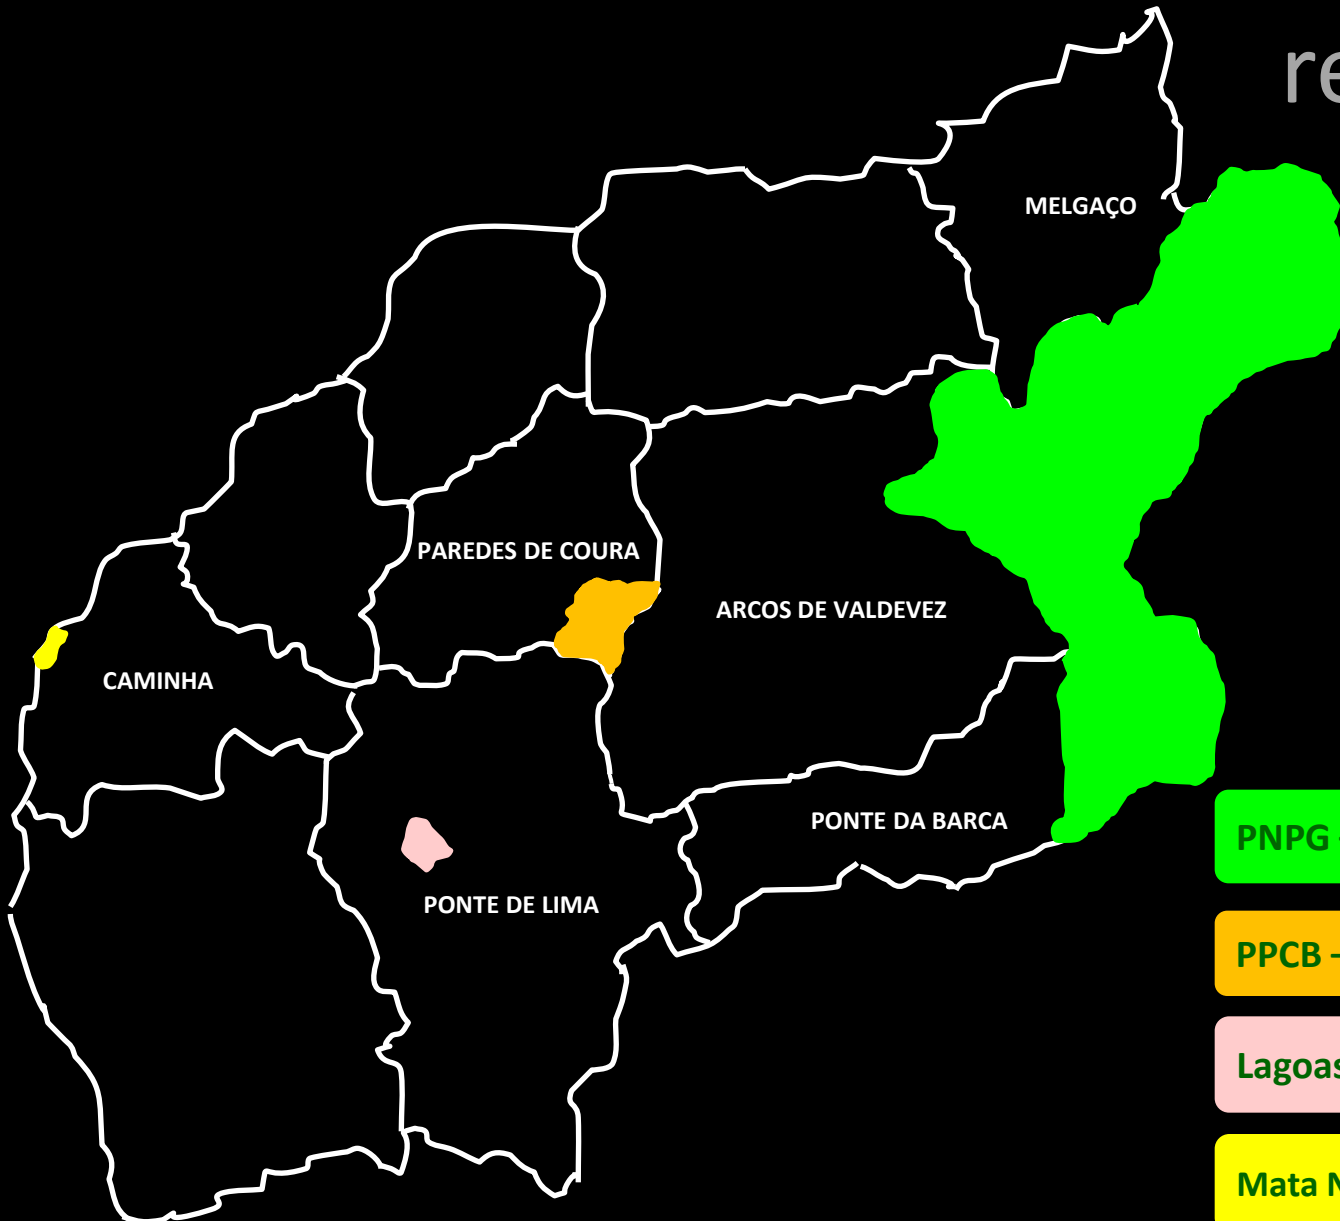 re
MELGAÇO
PAREDES DE COURA
ARCOS DE VALDEVEZ
CAMINHA
PONTE DA BARCA
PONTE DE LIMA
PNPG -
PPCB –
Lagoas
Mata N